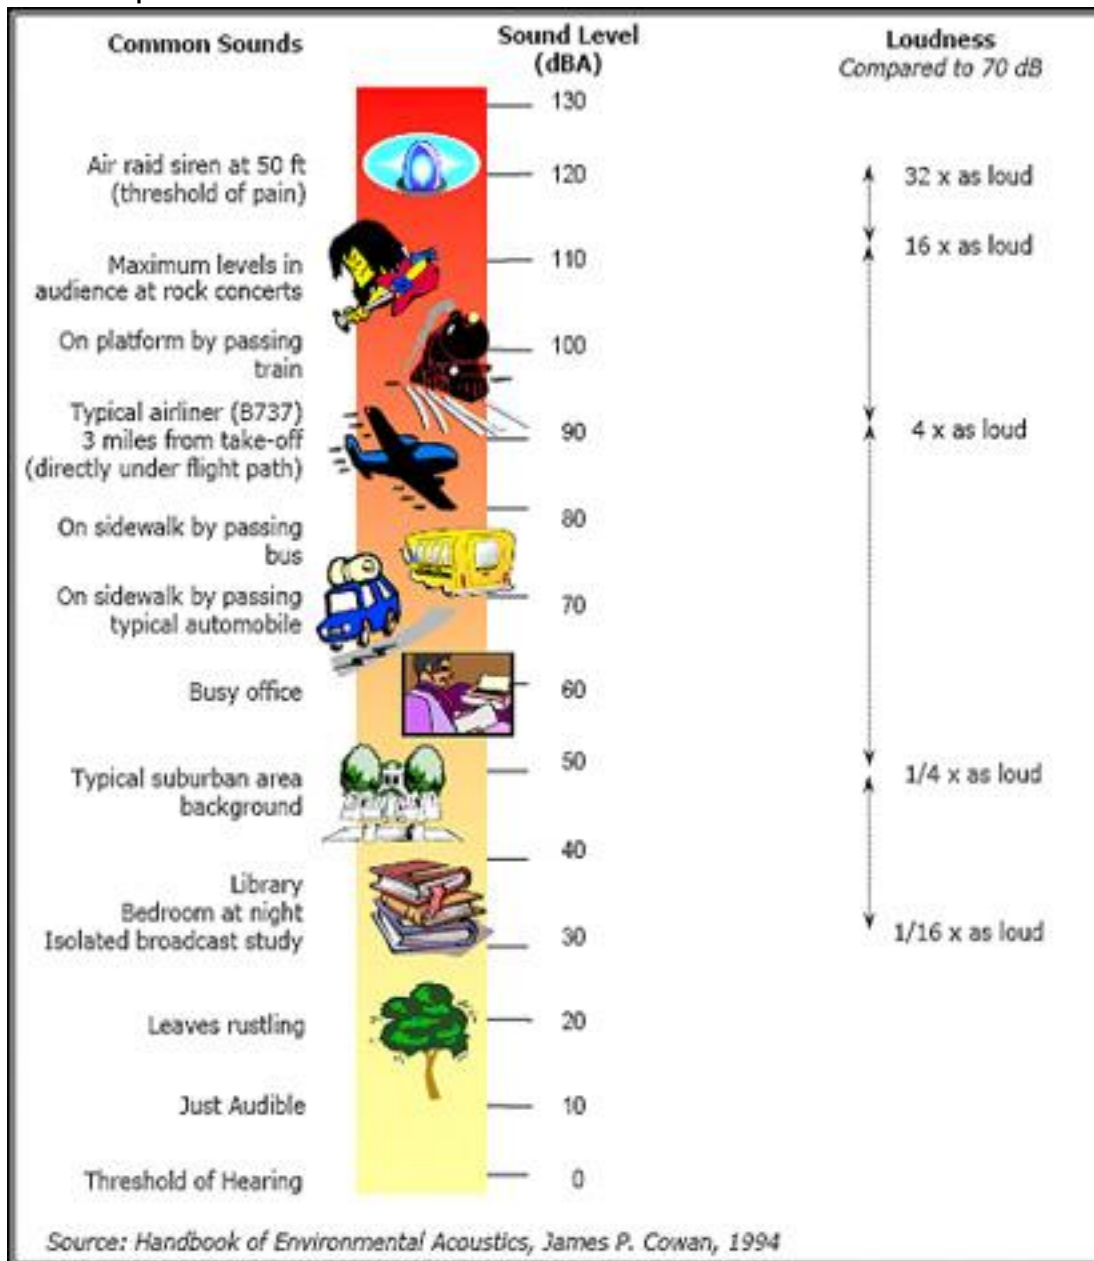 Common Sounds
Sound Level
(dBA)
Loudness
Compared to 70 dB
130
Air raid siren at 50 ft
(threshold of pain)
120
32 x as loud
16 x as loud
Maximum levels in
audience at rock concerts
110
On platform by passing
train
100
Typical airliner (B737)
3 miles from take-off
(directly under flight path)
90
4 x as loud
On sidewalk by passing
bus
80
On sidewalk by passing
typical automobile
70
Busy office
60
Typical suburban area
background
50
1/4 x as loud
40
Library
Bedroom at night
Isolated broadcast study
30
1/16 x as loud
Leaves rustling
20
Just Audible
10
Threshold of Hearing
0
Source: Handbook of Environmental Acoustics, James P. Cowan, 1994